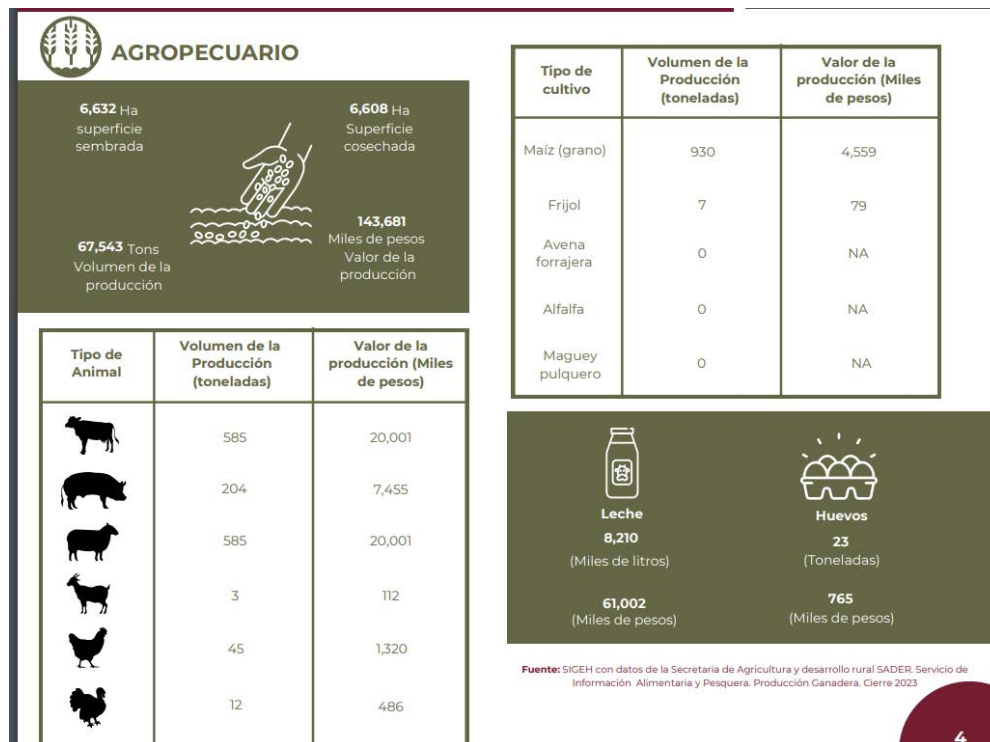 AGROPECUARIO
6,632 Ha
superficie
sembrada
6,608 Ha
Superficie
cosechada
67,543 Tons
Volumen de la
producción
143,681
Miles de pesos
Valor de la
producción
Tipo de
Animal
Volumen de la
Producción
(toneladas)
Valor de la
producción (Miles
de pesos)
585 20,001
204 7,455
585 20,001
3 112
45 1,320
12 486
Tipo de
cultivo
Volumen de la
Producción
(toneladas)
Valor de la
producción (Miles
de pesos)
Maíz (grano) 930 4,559
Frijol 7 79
Avena
forrajera
0 NA
Alfalfa 0 NA
Maguey
pulquero
0 NA
Leche
8,210
(Miles de litros)
61,002
(Miles de pesos)
Huevos
23
(Toneladas)
765
(Miles de pesos)
Fuente: SIGEH con datos de la Secretaria de Agricultura y desarrollo rural SADER. Servicio de
Información Alimentaria y Pesquera. Producción Ganadera. Cierre 2023
4